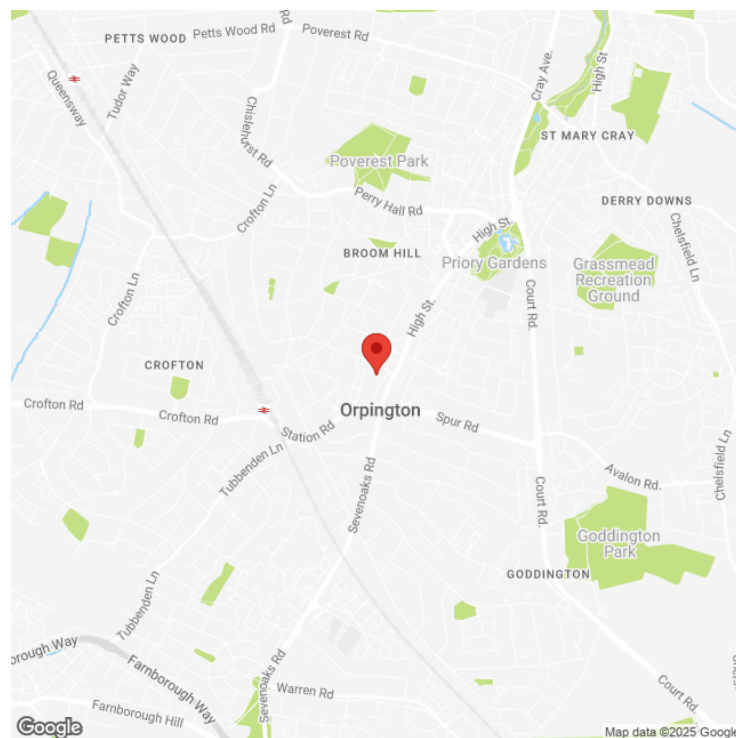 PETTS WOOD
Petts Wood Rd
Poverest Rd
Rd
Queensway
Tudor Way
Cray Ave.
High St
Chislehurst Rd
ST MARY CRAY
Poverest Park
Crofton Ln
Perry Hall Rd
DERRY DOWNS
High St.
Chelsfield Ln
BROOM HILL
Priory Gardens
Grassmead
Recreation
Ground
Crofton Ln
High St.
Court Rd.
CROFTON
Crofton Rd
Crofton Rd
Orpington
Station Rd
Spur Rd
Tubbenden Ln
Sevenoaks Rd
Avalon Rd.
Chelsfield Ln
Court Rd.
Goddington
Park
GODDINGTON
Tubbenden Ln
orough Way
Farnborough Way
Sevenoaks Rd
Warren Rd
Court Rd.
Farnborough Hill
Google
Map data ©2025 Google